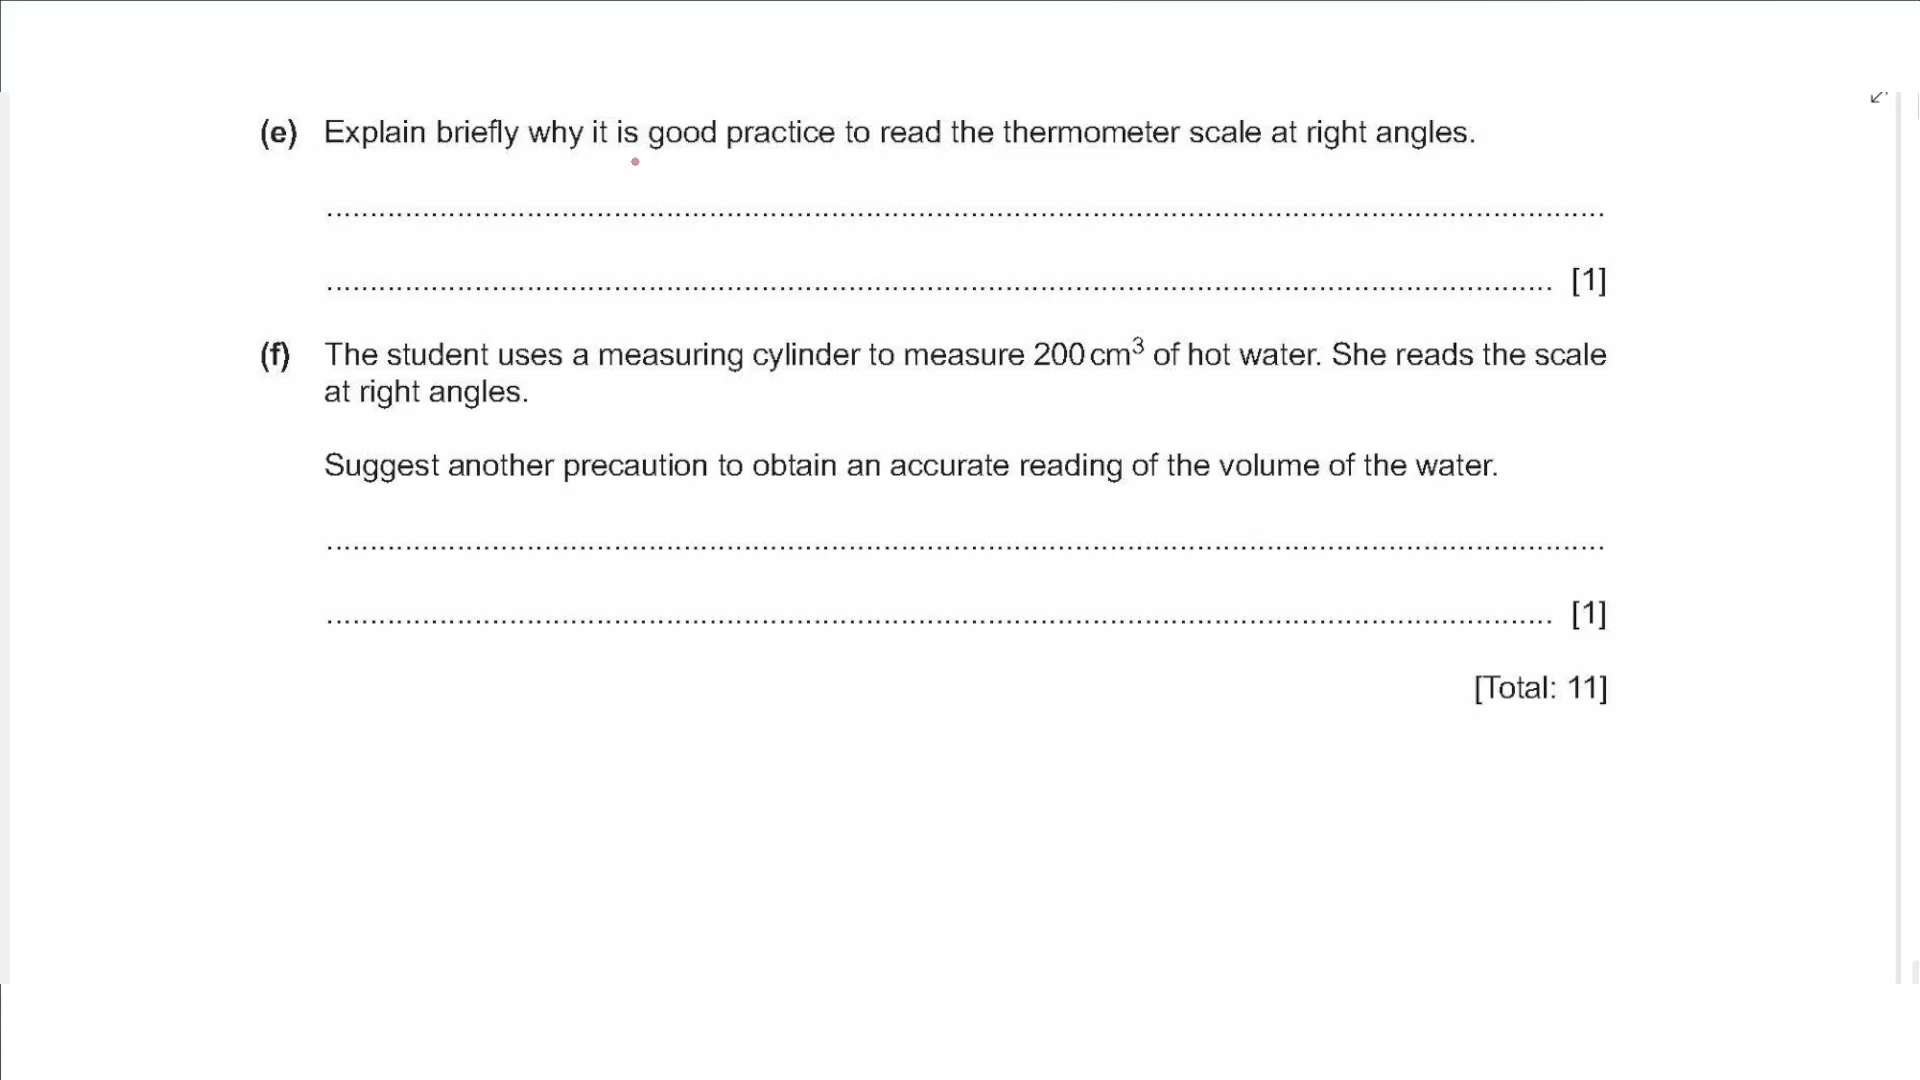 (e) Explain briefly why it is good practice to read the thermometer scale at right angles.
[1]
(f) The student uses a measuring cylinder to measure 200 cm³ of hot water. She reads the scale
at right angles.
Suggest another precaution to obtain an accurate reading of the volume of the water.
[1]
[Total: 11]